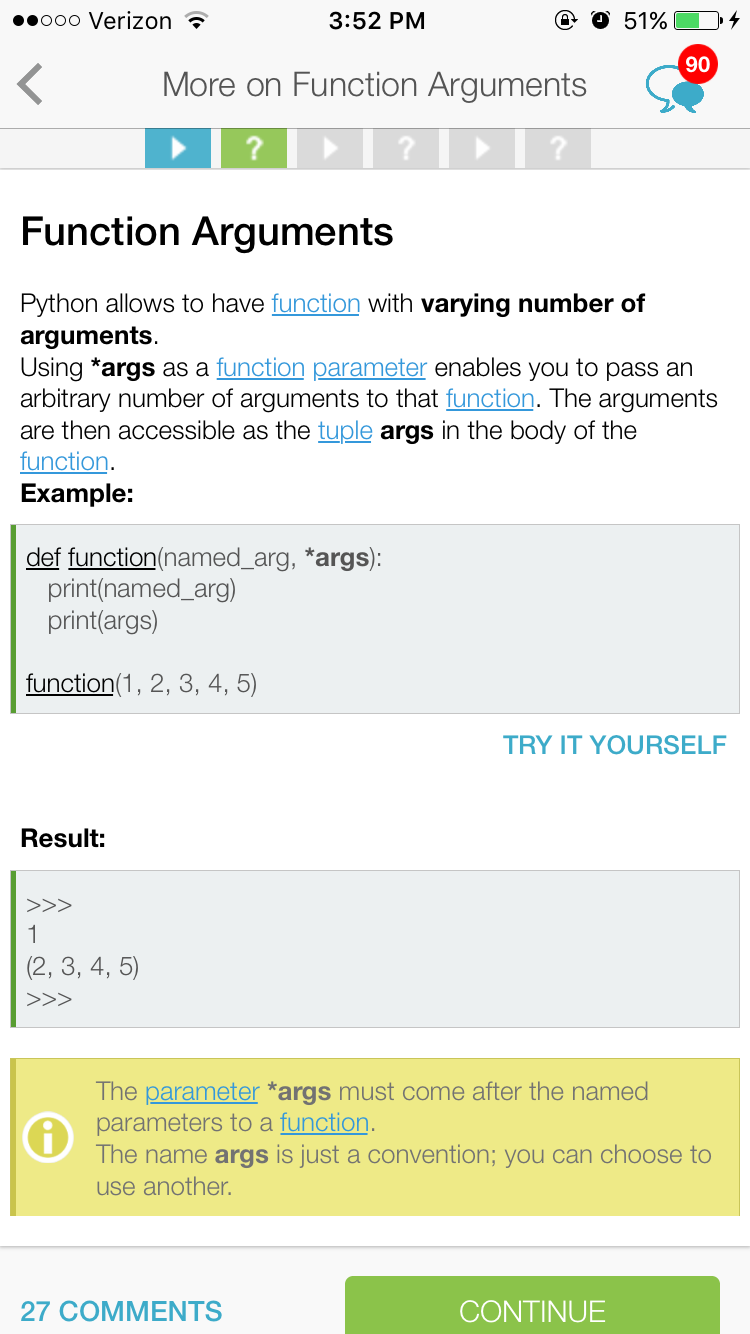 Verizon 3:52 PM 51%
More on Function Arguments 90
? ? ?
Function Arguments
Python allows to have function with varying number of
arguments.
Using *args as a function parameter enables you to pass an
arbitrary number of arguments to that function. The arguments
are then accessible as the tuple args in the body of the
function.
Example:
def function(named_arg, *args):
print(named_arg)
print(args)
function(1, 2, 3, 4, 5)
TRY IT YOURSELF
Result:
>>>
1
(2, 3, 4, 5)
>>>
The parameter *args must come after the named
parameters to a function.
The name args is just a convention; you can choose to
use another.
27 COMMENTS CONTINUE